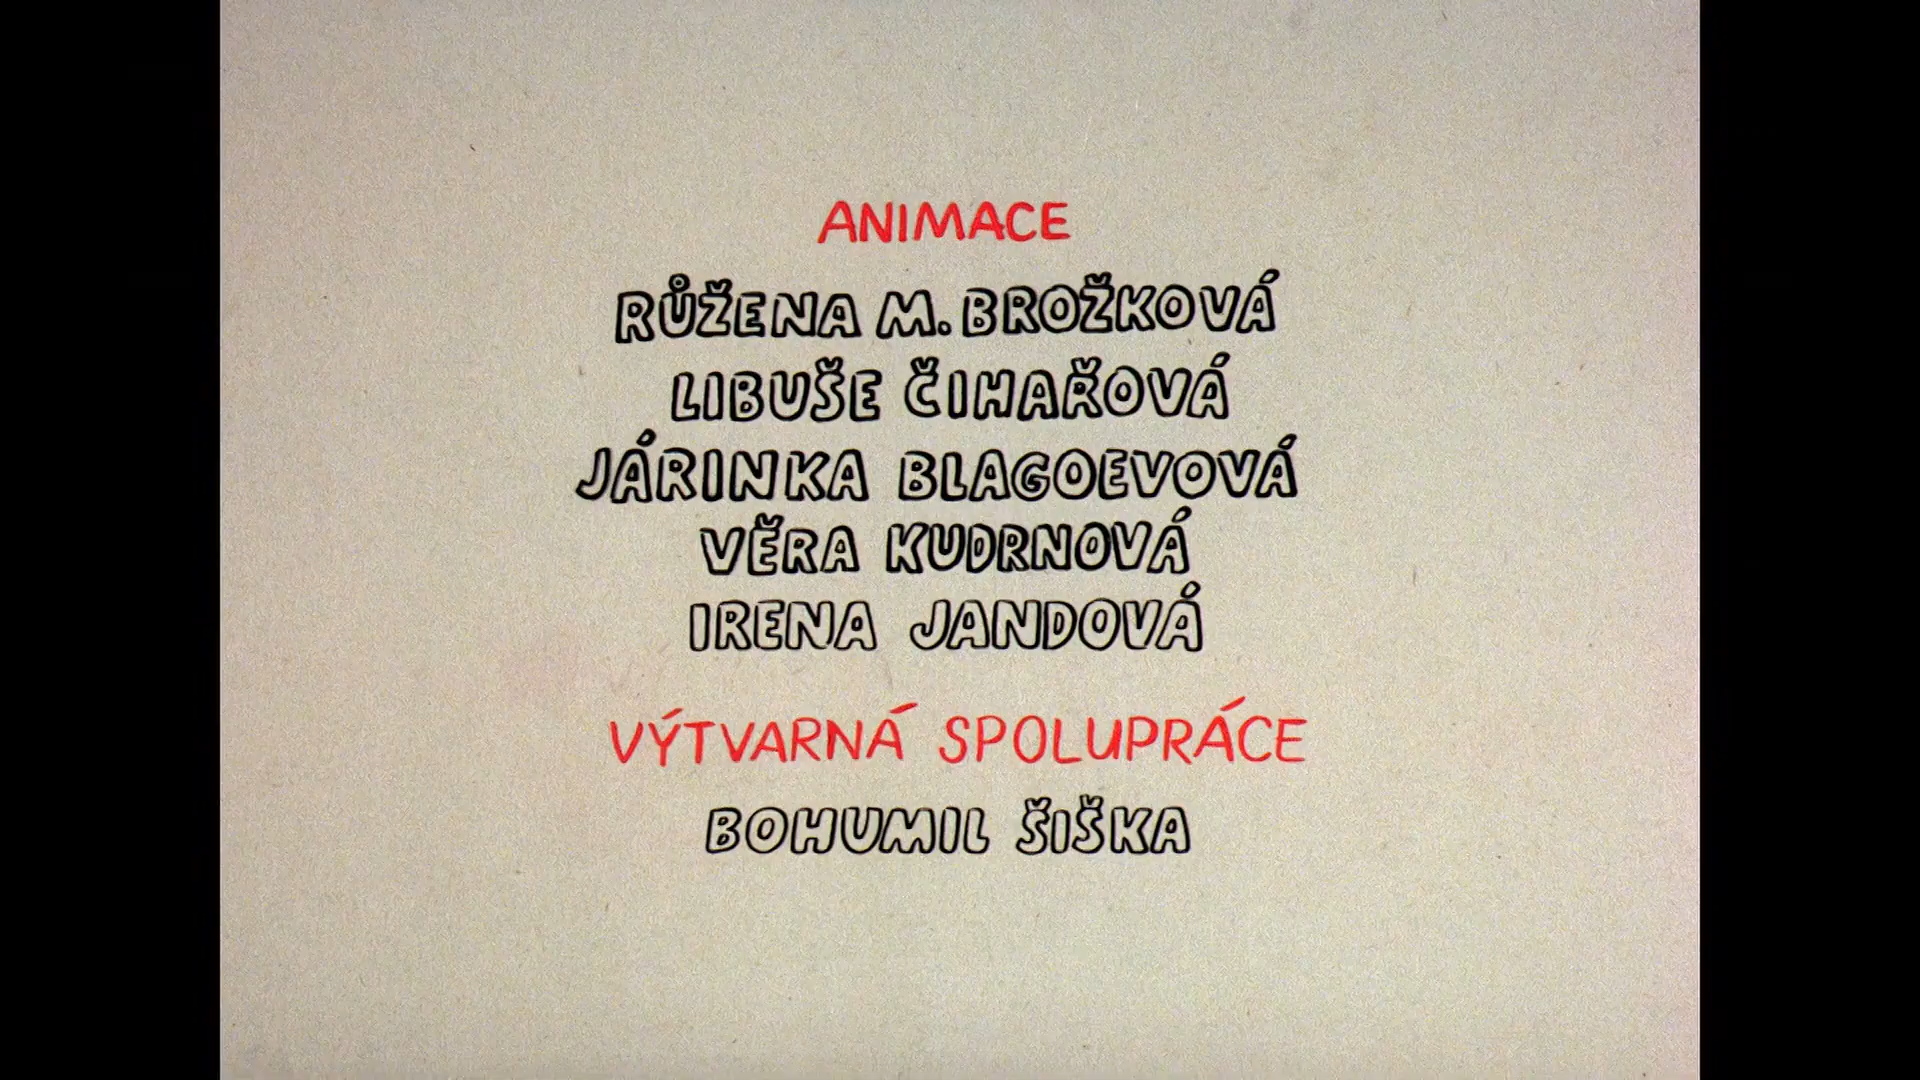 ANIMACE
RŮŽENA M. BROŽKOVÁ
LIBUŠE ČIHAŘOVÁ
JÁRINKA BLAGOEVOVÁ
VĚRA KUDRNOVÁ
IRENA JANDOVÁ
VÝTVARNÁ SPOLUPRÁCE
BOHUMIL ŠIŠKA